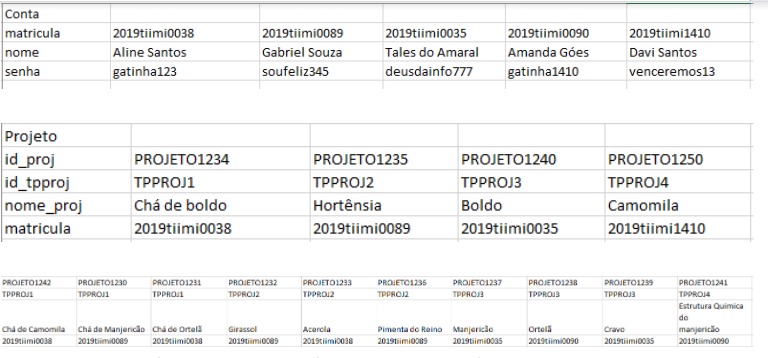 Conta
matricula 2019tiimi0038 2019tiimi0089 2019tiimi0035 2019tiimi0090 2019tiimi1410
nome Aline Santos Gabriel Souza Tales do Amaral Amanda Góes Davi Santos
senha gatinha123 soufeliz345 deusdainfo777 gatinha1410 venceremos13
Projeto
id_proj PROJETO1234 PROJETO1235 PROJETO1240 PROJETO1250
id_tpproj TPPROJ1 TPPROJ2 TPPROJ3 TPPROJ4
nome_proj Chá de boldo Hortênsia Boldo Camomila
matricula 2019tiimi0038 2019tiimi0089 2019tiimi0035 2019tiimi1410
PROJETO1242 PROJETO1230 PROJETO1231 PROJETO1232 PROJETO1233 PROJETO1236 PROJETO1237 PROJETO1238 PROJETO1239 PROJETO1241
TPPROJ1 TPPROJ1 TPPROJ1 TPPROJ2 TPPROJ2 TPPROJ2 TPPROJ3 TPPROJ3 TPPROJ3 TPPROJ4
Estrutura Quimica
do
Chá de Camomila Chá de Manjericão Chá de Ortelã Girassol Acerola Pimenta do Reino Manjericão Ortelã Cravo manjericão
2019tiimi0038 2019tiimi0089 2019tiimi0038 2019tiimi0089 2019tiimi0038 2019tiimi0089 2019tiimi0035 2019tiimi0090 2019tiimi0035 2019tiimi0090